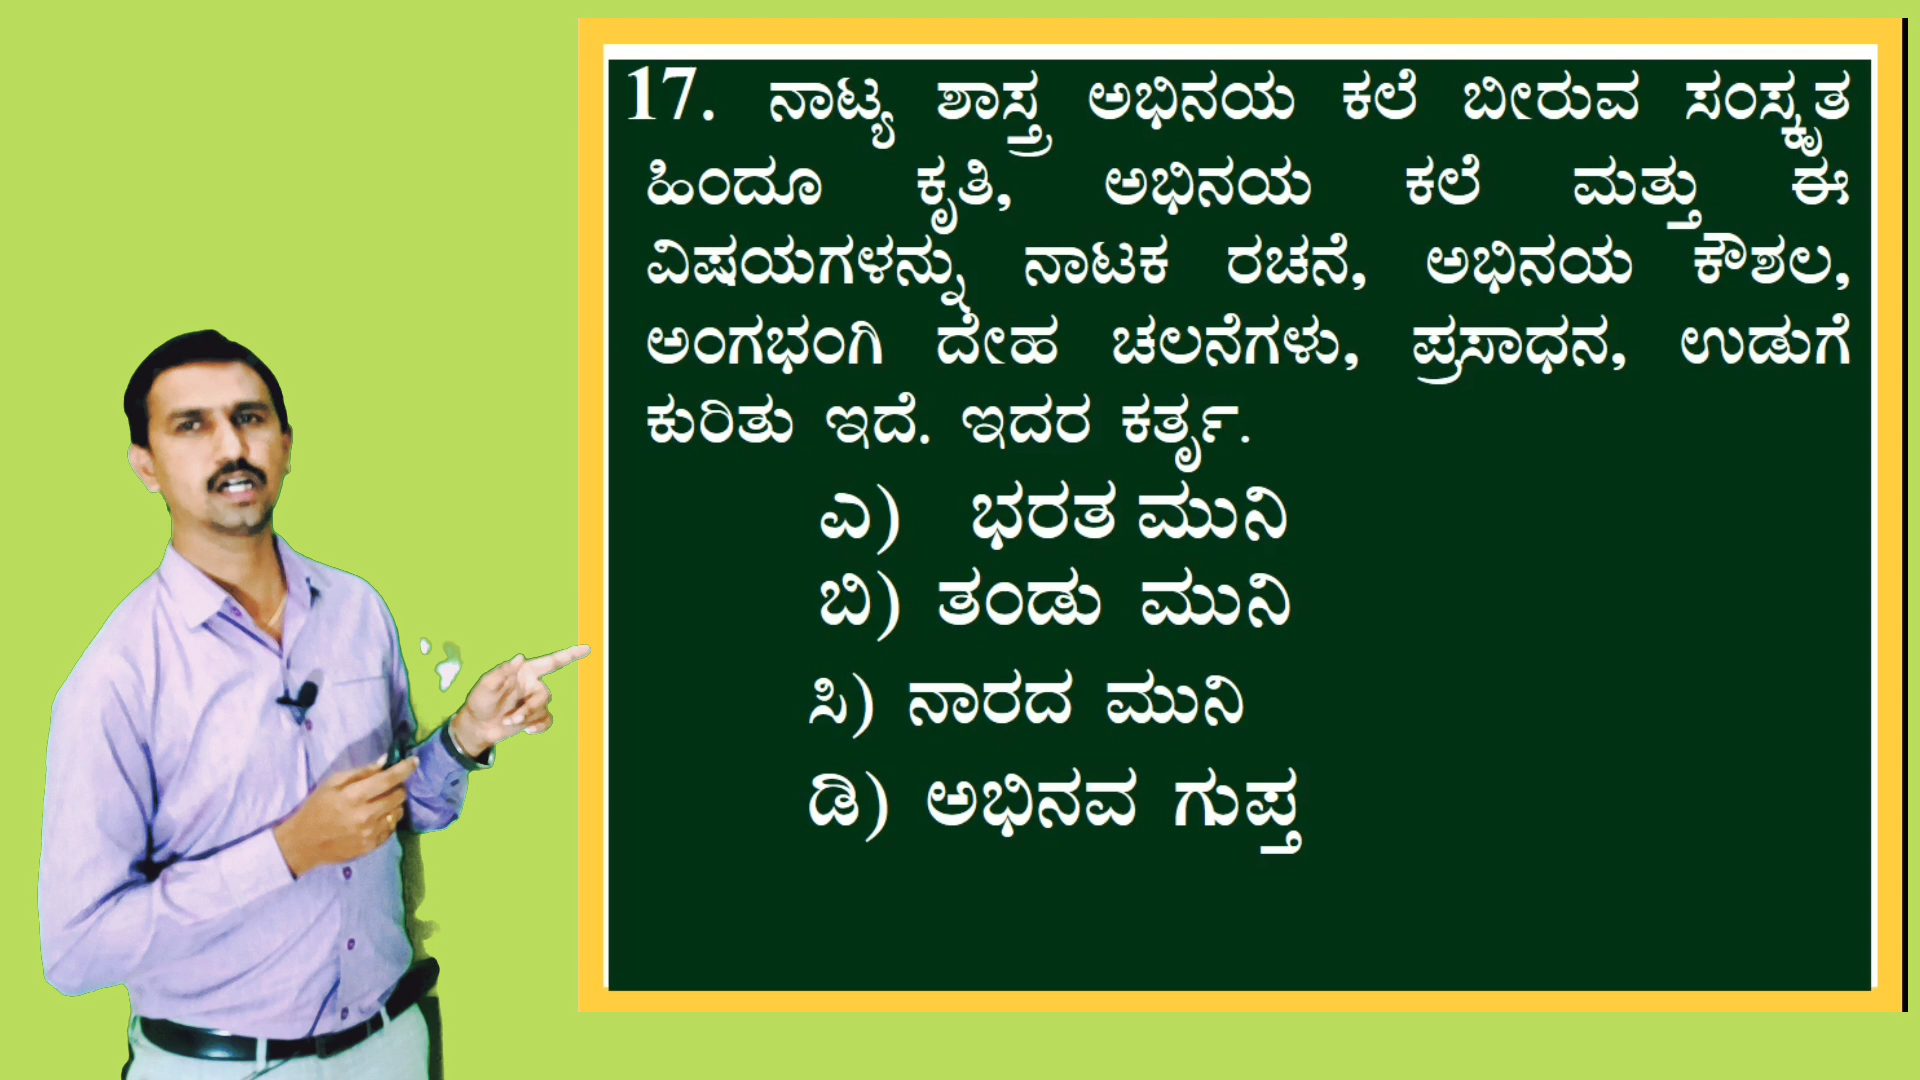 17. ನಾಟ್ಯ ಶಾಸ್ತ್ರ ಅಭಿನಯ ಕಲೆ ಬೀರುವ ಸಂಸ್ಕೃತ
ಹಿಂದೂ ಕೃತಿ, ಅಭಿನಯ ಕಲೆ ಮತ್ತು ಈ
ವಿಷಯಗಳನ್ನು ನಾಟಕ ರಚನೆ, ಅಭಿನಯ ಕೌಶಲ,
ಅಂಗಭಂಗಿ ದೇಹ ಚಲನೆಗಳು, ಪ್ರಸಾಧನ, ಉಡುಗೆ
ಕುರಿತು ಇದೆ. ಇದರ ಕರ್ತೃ.
ಎ) ಭರತ ಮುನಿ
ಬಿ) ತಂಡು ಮುನಿ
ಸಿ) ನಾರದ ಮುನಿ
ಡಿ) ಅಭಿನವ ಗುಪ್ತ